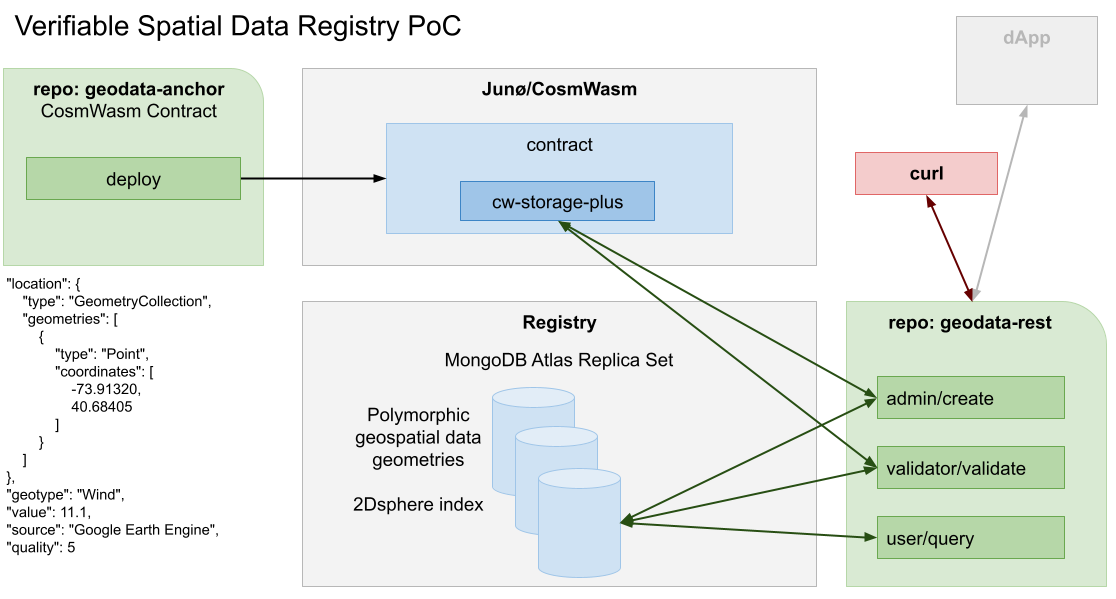 Verifiable Spatial Data Registry PoC
dApp
repo: geodata-anchor
CosmWasm Contract
deploy
Junø/CosmWasm
contract
cw-storage-plus
curl
"location": {
"type": "GeometryCollection",
"geometries": [
{
"type": "Point",
"coordinates": [
-73.91320,
40.68405
]
}
]
},
"geotype": "Wind",
"value": 11.1,
"source": "Google Earth Engine",
"quality": 5
Registry
MongoDB Atlas Replica Set
Polymorphic
geospatial data
geometries
2Dsphere index
repo: geodata-rest
admin/create
validator/validate
user/query